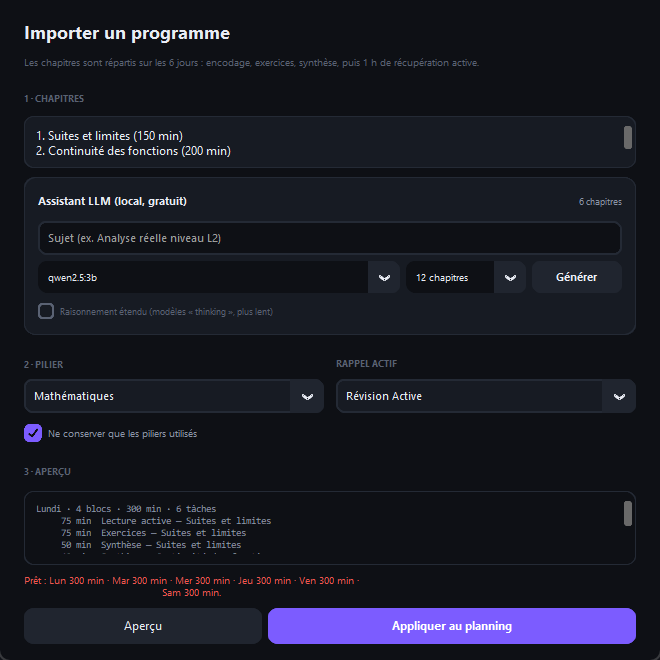 Importer un programme
Les chapitres sont répartis sur les 6 jours : encodage, exercices, synthèse, puis 1 h de récupération active.
1 · CHAPITRES
1. Suites et limites (150 min)
2. Continuité des fonctions (200 min)
Assistant LLM (local, gratuit)
6 chapitres
Sujet (ex. Analyse réelle niveau L2)
qwen2.5:3b
12 chapitres
Générer
Raisonnement étendu (modèles « thinking », plus lent)
2 · PILIER
RAPPEL ACTIF
Mathématiques
Révision Active
Ne conserver que les piliers utilisés
3 · APERÇU
Lundi · 4 blocs · 300 min · 6 tâches
75 min  Lecture active — Suites et limites
75 min  Exercices — Suites et limites
50 min  Synthèse — Suites et limites
Prêt : Lun 300 min · Mar 300 min · Mer 300 min · Jeu 300 min · Ven 300 min ·
Sam 300 min.
Aperçu
Appliquer au planning